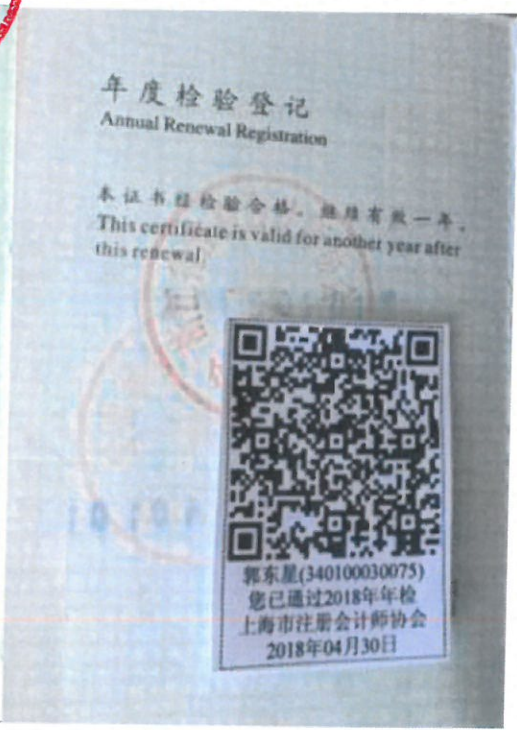 年度检验登记
Annual Renewal Registration
本证书经检验合格，继续有效一年。
This certificate is valid for another year after
this renewal
郭东星(340100030075)
您已通过2018年年检
上海市注册会计师协会
2018年04月30日